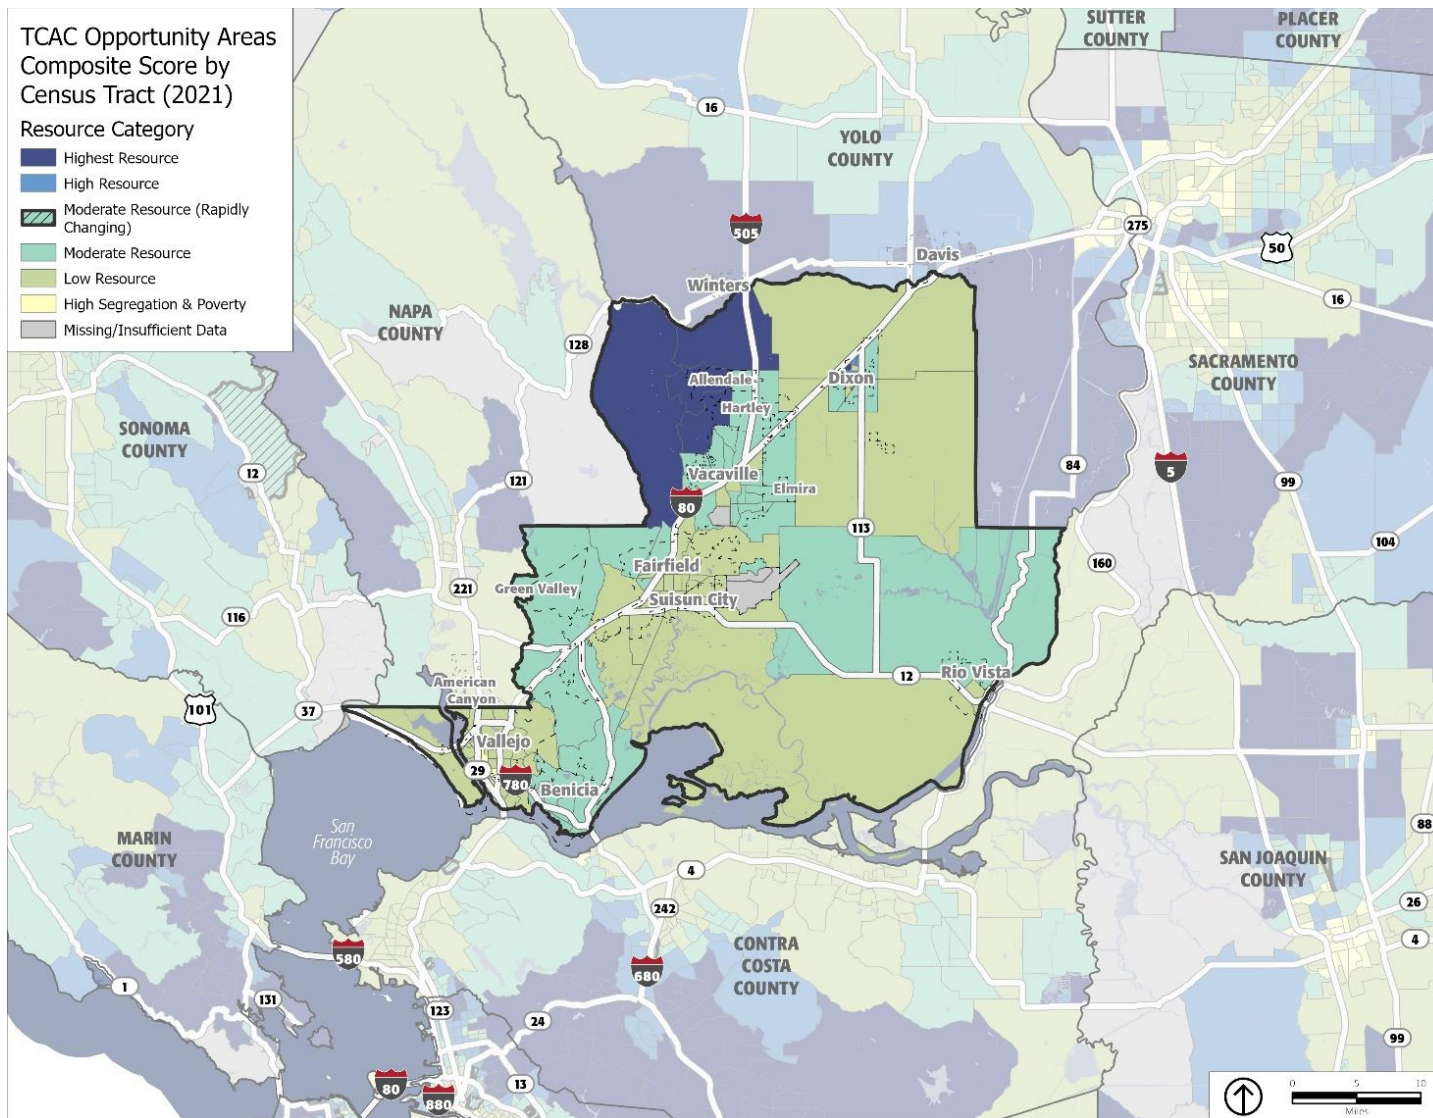 TCAC Opportunity Areas
Composite Score by
Census Tract (2021)
Resource Category
Highest Resource
High Resource
Moderate Resource (Rapidly
Changing)
Moderate Resource
Low Resource
High Segregation & Poverty
Missing/Insufficient Data
SUTTER
COUNTY
PLACER
COUNTY
16
YOLO
COUNTY
505
275
50
Davis
Winters
16
NAPA
COUNTY
128
SACRAMENTO
COUNTY
Allendale
Dixon
Hartley
SONOMA
COUNTY
12
121
Vacaville
Elmira
80
84
5
99
113
104
Fairfield
160
Green Valley
221
Suisun City
116
12
Rio Vista
American
Canyon
101
37
Vallejo
29
780
Benicia
San
Francisco
Bay
MARIN
COUNTY
88
SAN JOAQUIN
COUNTY
4
242
26
4
CONTRA
COSTA
COUNTY
580
680
1
131
123
24
99
13
80
880
0 5 10
Miles